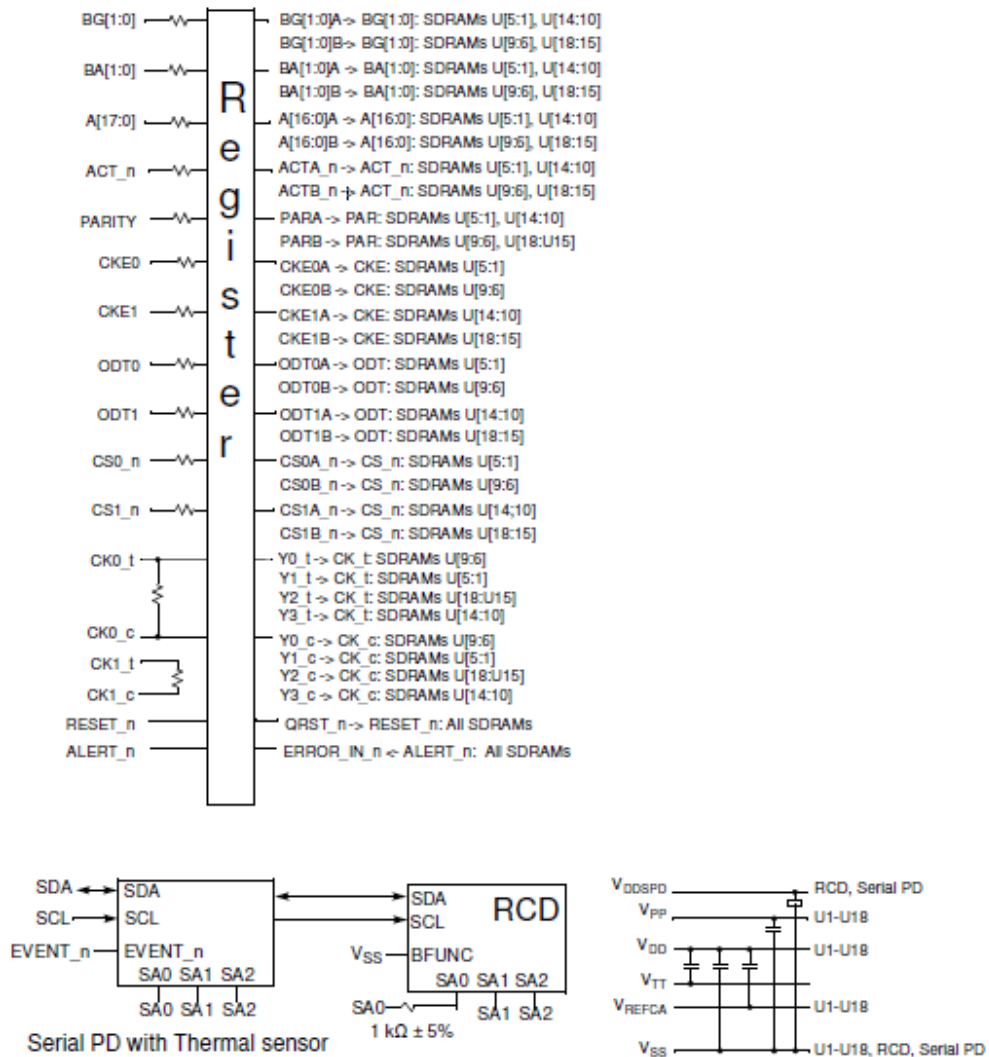 BG[1:0] BG[1:0]A -> BG[1:0]: SDRAMs U[5:1], U[14:10]
BG[1:0]B-> BG[1:0]: SDRAMs U[9:6], U[18:15]
BA[1:0] BA[1:0]A -> BA[1:0]: SDRAMs U[5:1], U[14:10]
BA[1:0]B -> BA[1:0]: SDRAMs U[9:6], U[18:15]
A[17:0] A[16:0]A -> A[16:0]: SDRAMs U[5:1], U[14:10]
A[16:0]B -> A[16:0]: SDRAMs U[9:6], U[18:15]
ACT_n ACTA_n -> ACT_n: SDRAMs U[5:1], U[14:10]
ACTB_n -> ACT_n: SDRAMs U[9:6], U[18:15]
PARITY PARA -> PAR: SDRAMs U[5:1], U[14:10]
PARB -> PAR: SDRAMs U[9:6], U[18:U15]
CKE0 CKE0A -> CKE: SDRAMs U[5:1]
CKE0B -> CKE: SDRAMs U[9:6]
CKE1 CKE1A -> CKE: SDRAMs U[14:10]
CKE1B -> CKE: SDRAMs U[18:15]
ODT0 ODT0A -> ODT: SDRAMs U[5:1]
ODT0B -> ODT: SDRAMs U[9:6]
ODT1 ODT1A -> ODT: SDRAMs U[14:10]
ODT1B -> ODT: SDRAMs U[18:15]
CS0_n CS0A_n -> CS_n: SDRAMs U[5:1]
CS0B_n -> CS_n: SDRAMs U[9:6]
CS1_n CS1A_n -> CS_n: SDRAMs U[14;10]
CS1B_n -> CS_n: SDRAMs U[18:15]
CK0_t Y0_t -> CK_t: SDRAMs U[9:6]
Y1_t -> CK_t: SDRAMs U[5:1]
Y2_t -> CK_t: SDRAMs U[18:U15]
Y3_t -> CK_t: SDRAMs U[14:10]
CK0_c Y0_c -> CK_c: SDRAMs U[9:6]
CK1_t Y1_c -> CK_c: SDRAMs U[5:1]
Y2_c -> CK_c: SDRAMs U[18:U15]
CK1_c Y3_c -> CK_c: SDRAMs U[14:10]
RESET_n QRST_n -> RESET_n: All SDRAMs
ALERT_n ERROR_IN_n <- ALERT_n: All SDRAMs
Register
SDA SDA
SCL SCL
EVENT_n EVENT_n
SA0 SA1 SA2
SA0 SA1 SA2
Serial PD with Thermal sensor
SDA RCD
SCL
VSS BFUNC
SA0 SA1 SA2
SA0 SA1 SA2
1 kΩ ± 5%
VDDSPD RCD, Serial PD
VPP U1-U18
VDD U1-U18
VTT
VREFCA U1-U18
VSS U1-U18, RCD, Serial PD